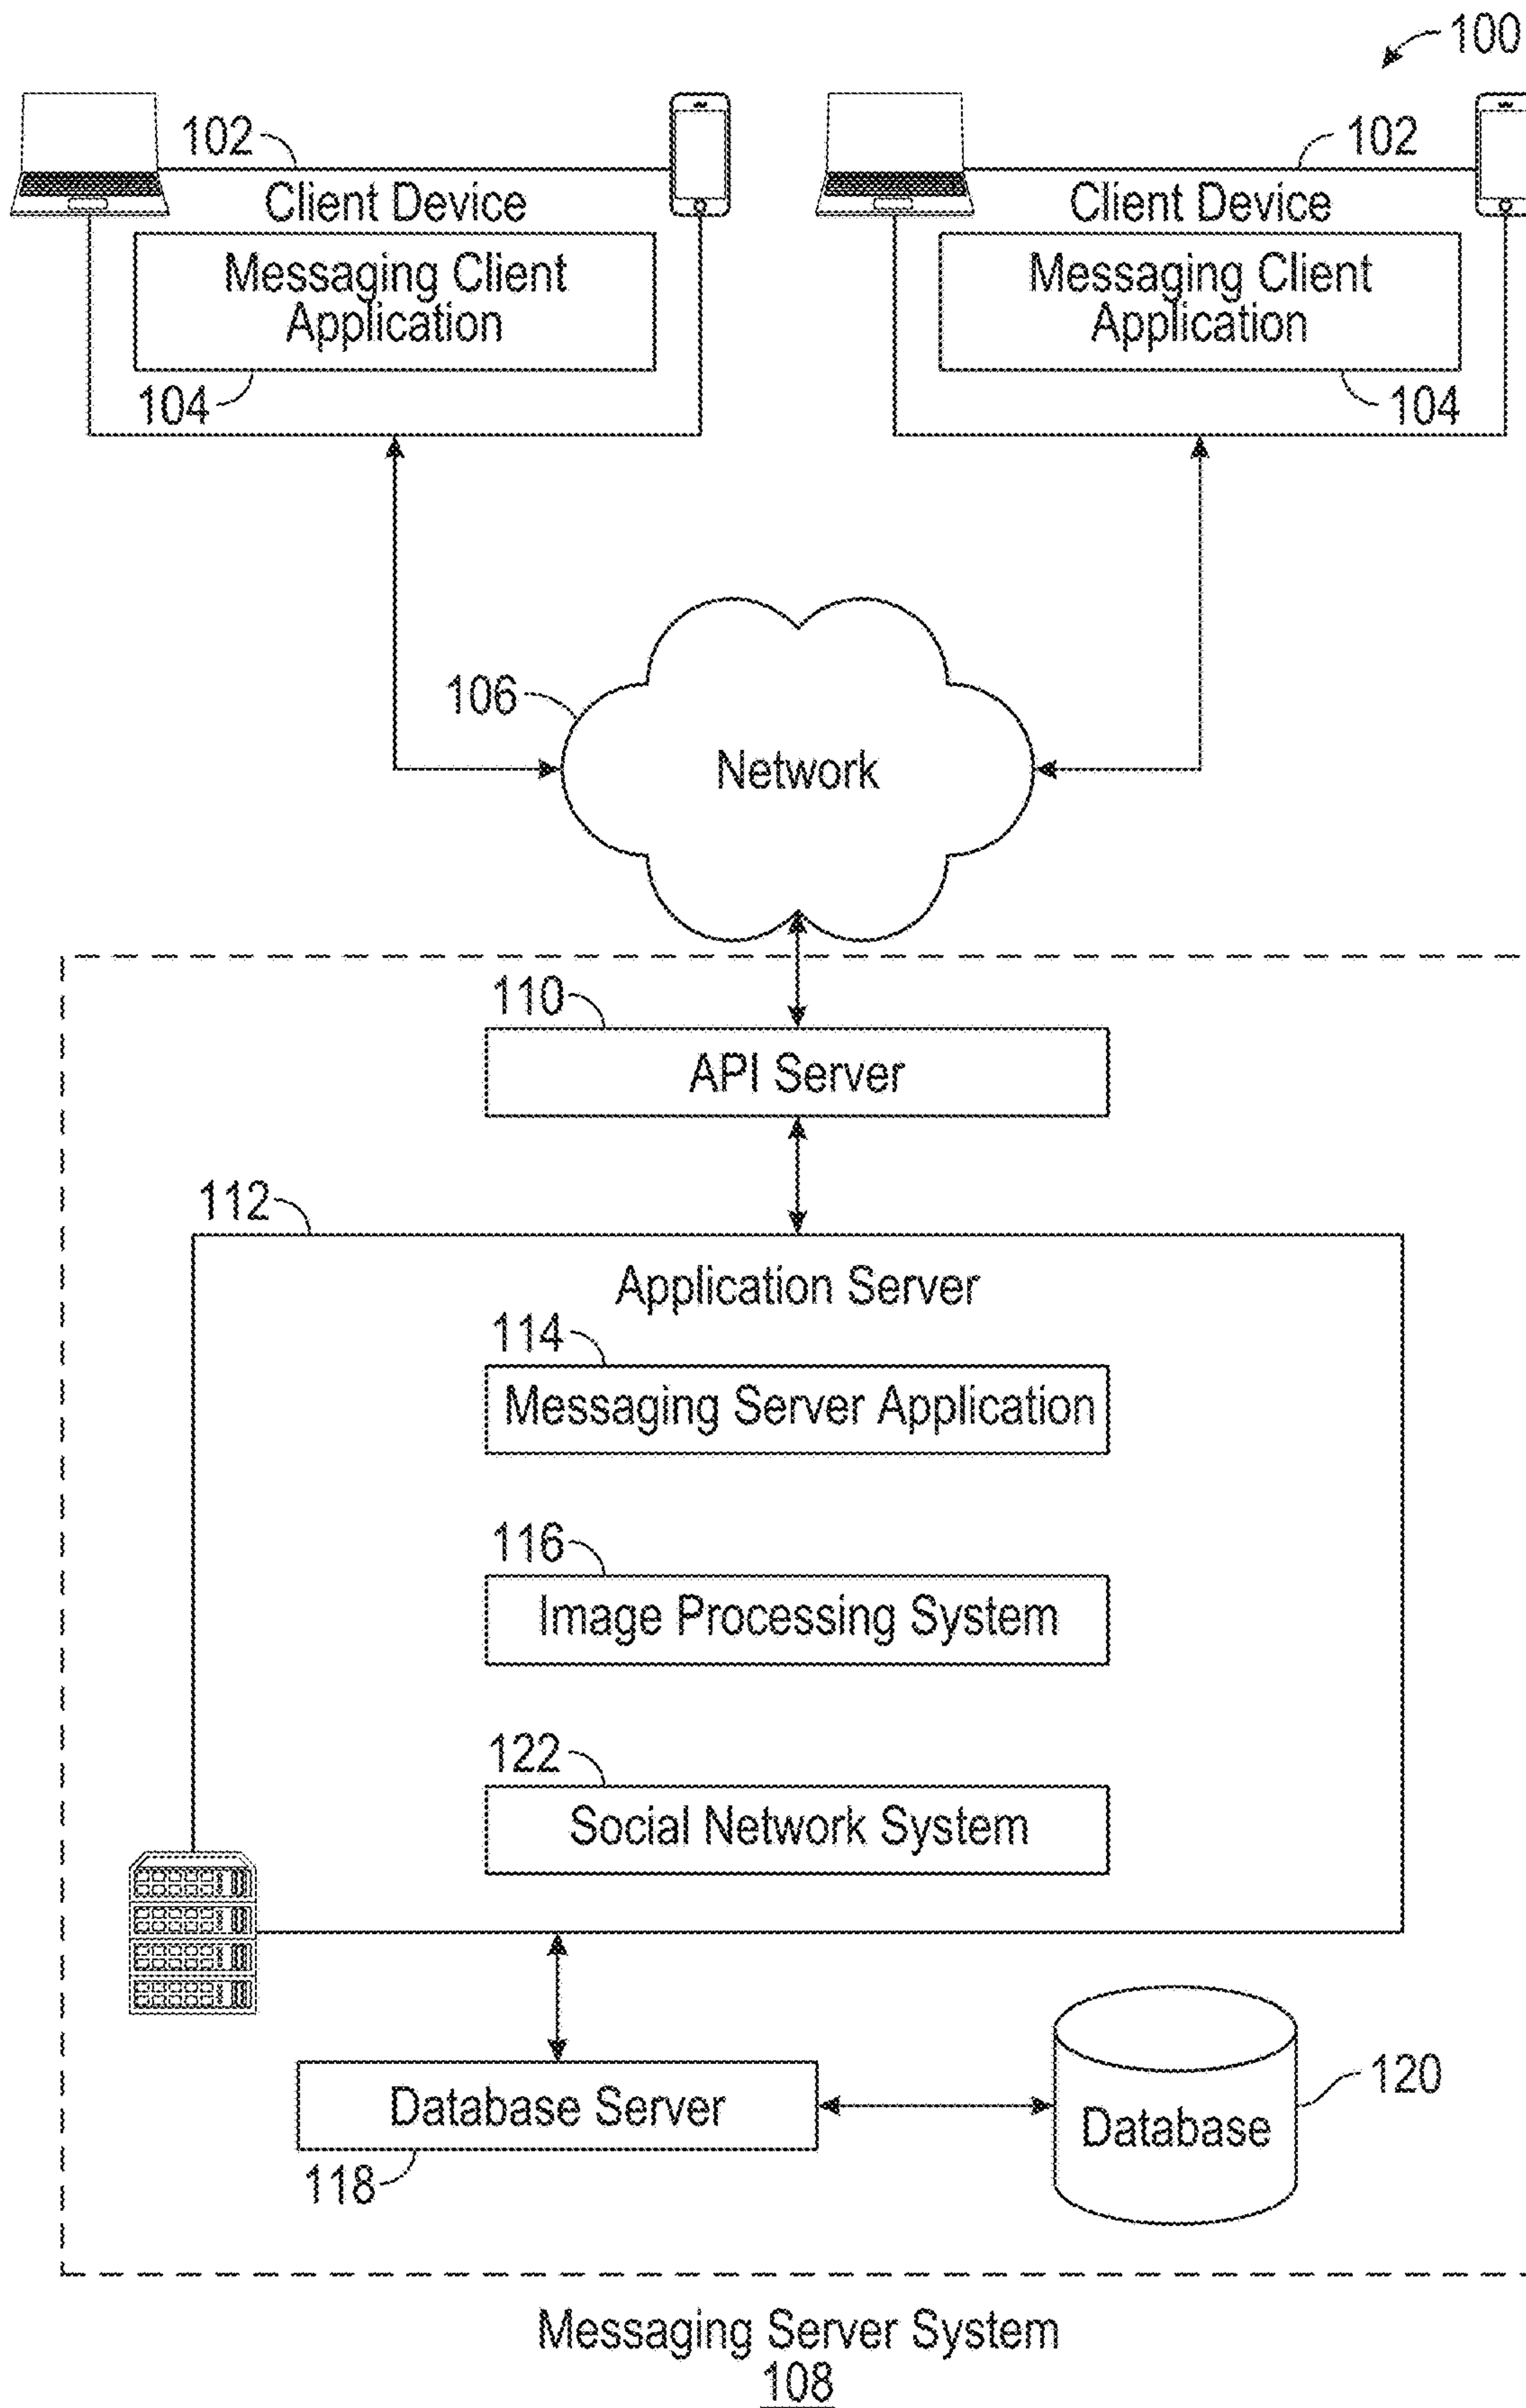 100
102
102
Client Device
Client Device
Messaging Client
Application
Messaging Client
Application
104
104
106
Network
110
API Server
112
Application Server
114
Messaging Server Application
116
Image Processing System
122
Social Network System
Database Server
118
Database
120
Messaging Server System
108